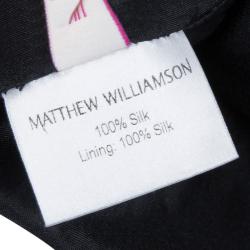 MATTHEW WILLIAMSON
100% Silk
Lining: 100% Silk